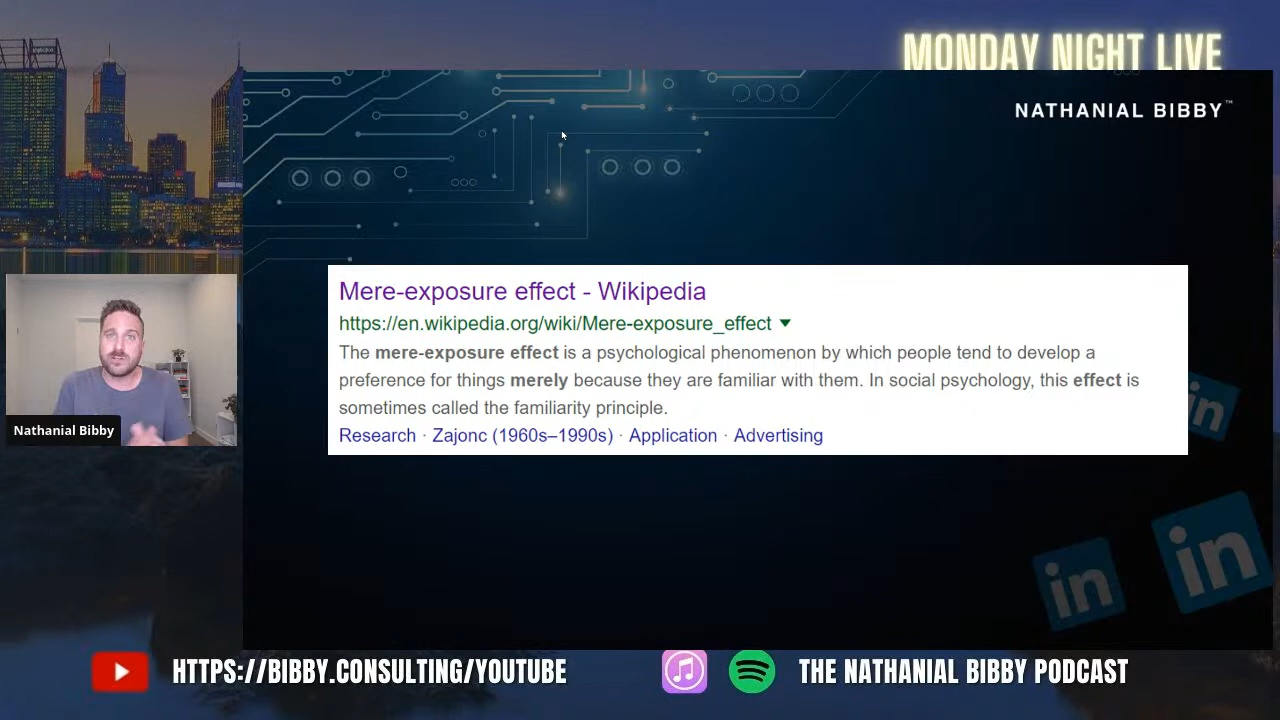 MONDAY NIGHT LIVE
NATHANIAL BIBBY™
Mere-exposure effect - Wikipedia
https://en.wikipedia.org/wiki/Mere-exposure_effect
The mere-exposure effect is a psychological phenomenon by which people tend to develop a
preference for things merely because they are familiar with them. In social psychology, this effect is
sometimes called the familiarity principle.
Research · Zajonc (1960s–1990s) · Application · Advertising
Nathanial Bibby
in
in
in
HTTPS://BIBBY.CONSULTING/YOUTUBE
THE NATHANIAL BIBBY PODCAST